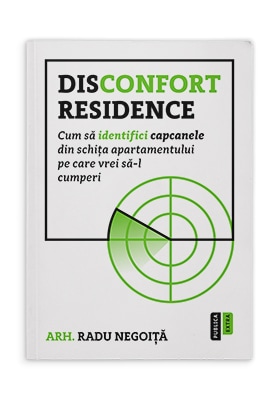 DISCONFORT
RESIDENCE
Cum să identifici capcanele
din schița apartamentului
pe care vrei să-l
cumperi
ARH. RADU NEGOIȚĂ
PUBLICA
EXTRA